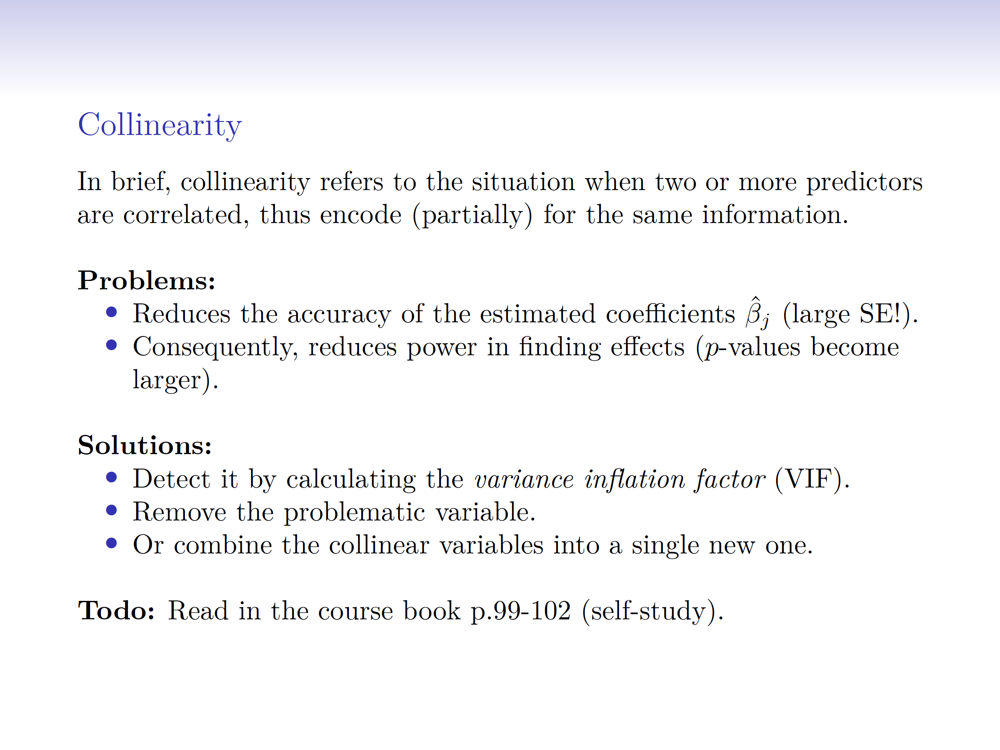 Collinearity
In brief, collinearity refers to the situation when two or more predictors
are correlated, thus encode (partially) for the same information.
Problems:
• Reduces the accuracy of the estimated coefficients β̂ⱼ (large SE!).
• Consequently, reduces power in finding effects (p-values become
larger).
Solutions:
• Detect it by calculating the variance inflation factor (VIF).
• Remove the problematic variable.
• Or combine the collinear variables into a single new one.
Todo: Read in the course book p.99-102 (self-study).